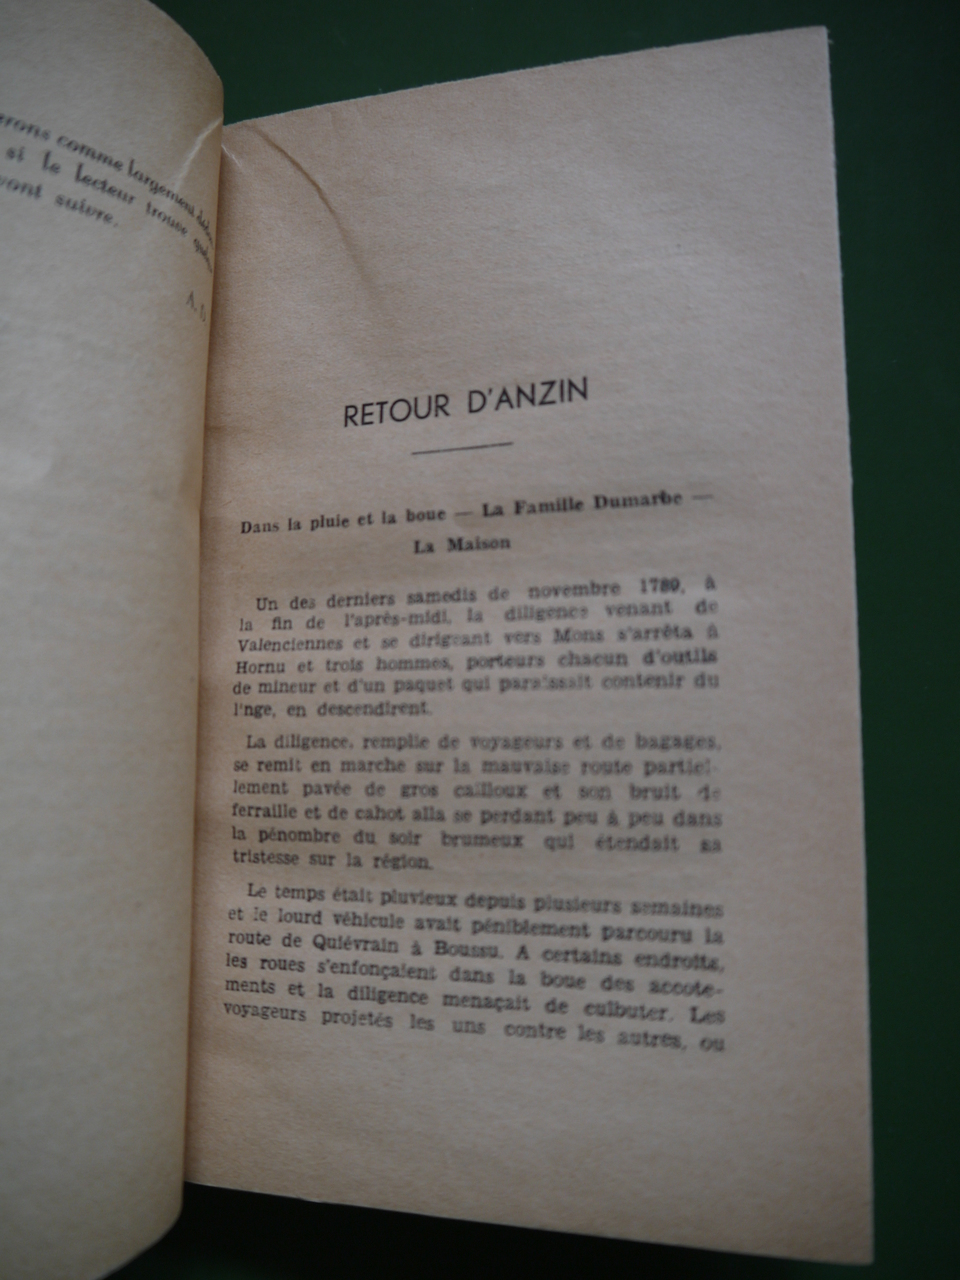 erons comme largement
si le lecteur trouve
vont suivre.
A. D
RETOUR D'ANZIN
Dans la pluie et la boue — La Famille Dumarbe —
La Maison
Un des derniers samedis de novembre 1789, à
la fin de l'après-midi, la diligence venant de
Valenciennes et se dirigeant vers Mons s'arrêta à
Hornu et trois hommes, porteurs chacun d'outils
de mineur et d'un paquet qui paraissait contenir du
l'nge, en descendirent.
La diligence, remplie de voyageurs et de bagages,
se remit en marche sur la mauvaise route partiel-
lement pavée de gros cailloux et son bruit de
ferraille et de cahot alla se perdant peu à peu dans
la pénombre du soir brumeux qui étendait sa
tristesse sur la région.
Le temps était pluvieux depuis plusieurs semaines
et le lourd véhicule avait péniblement parcouru la
route de Quiévrain à Boussu. A certains endroits,
les roues s'enfonçaient dans la boue des accote-
ments et la diligence menaçait de culbuter. Les
voyageurs projetés les uns contre les autres, ou